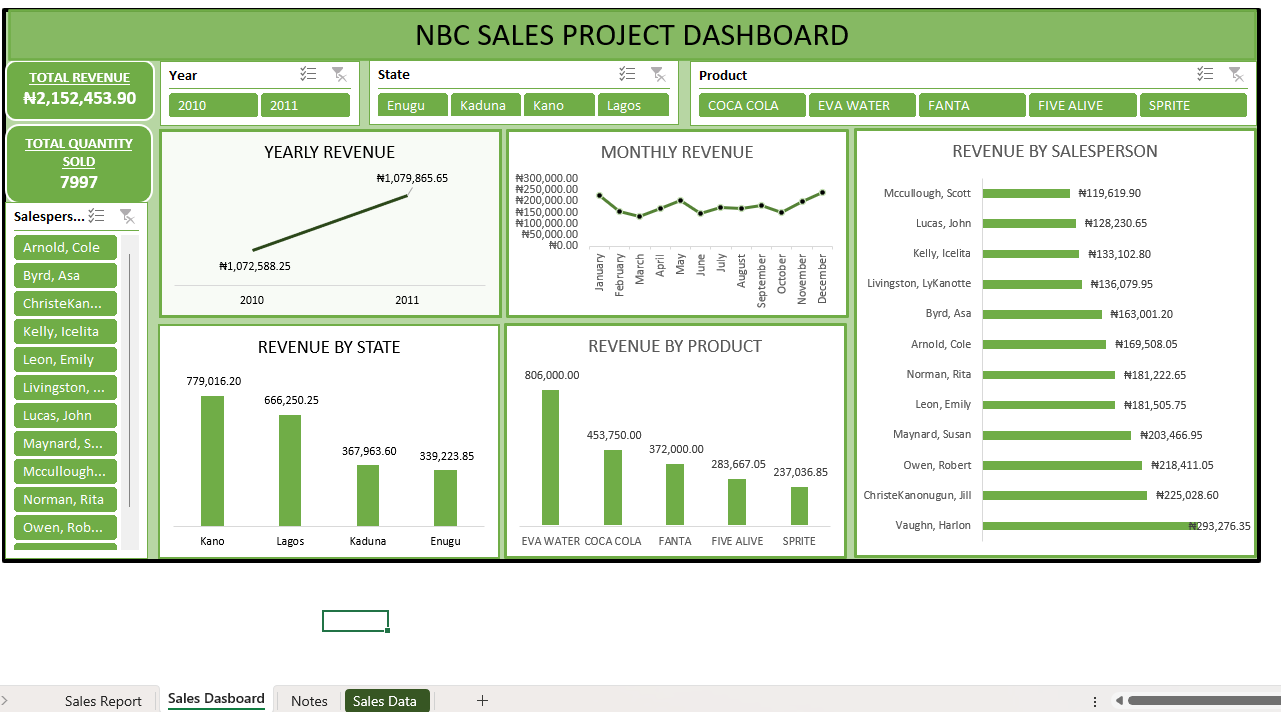 NBC SALES PROJECT DASHBOARD
TOTAL REVENUE
₦2,152,453.90
Year
2010
2011
State
Enugu
Kaduna
Kano
Lagos
Product
COCA COLA
EVA WATER
FANTA
FIVE ALIVE
SPRITE
TOTAL QUANTITY
SOLD
7997
Salespers...
Arnold, Cole
Byrd, Asa
ChristeKan...
Kelly, Icelita
Leon, Emily
Livingston, ...
Lucas, John
Maynard, S...
Mccullough...
Norman, Rita
Owen, Rob...
YEARLY REVENUE
₦1,079,865.65
₦1,072,588.25
2010
2011
MONTHLY REVENUE
₦300,000.00
₦250,000.00
₦200,000.00
₦150,000.00
₦100,000.00
₦50,000.00
₦0.00
January
February
March
April
May
June
July
August
September
October
November
December
REVENUE BY STATE
779,016.20
666,250.25
367,963.60
339,223.85
Kano
Lagos
Kaduna
Enugu
REVENUE BY PRODUCT
806,000.00
453,750.00
372,000.00
283,667.05
237,036.85
EVA WATER
COCA COLA
FANTA
FIVE ALIVE
SPRITE
REVENUE BY SALESPERSON
Mccullough, Scott ₦119,619.90
Lucas, John ₦128,230.65
Kelly, Icelita ₦133,102.80
Livingston, LyKanotte ₦136,079.95
Byrd, Asa ₦163,001.20
Arnold, Cole ₦169,508.05
Norman, Rita ₦181,222.65
Leon, Emily ₦181,505.75
Maynard, Susan ₦203,466.95
Owen, Robert ₦218,411.05
ChristeKanonugun, Jill ₦225,028.60
Vaughn, Harlon ₦293,276.35
Sales Report
Sales Dasboard
Notes
Sales Data